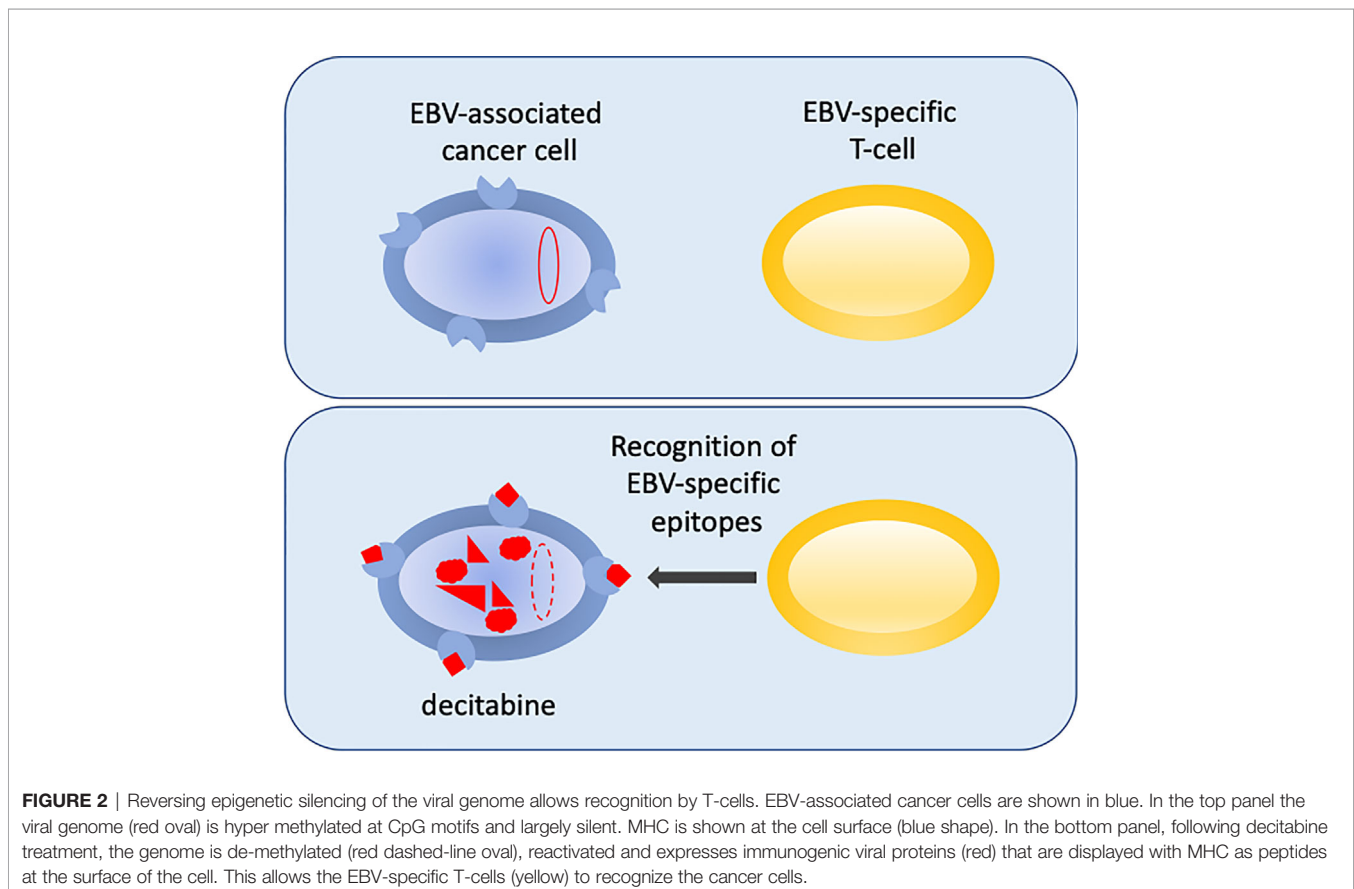 EBV-associated
cancer cell
EBV-specific
T-cell
Recognition of
EBV-specific
epitopes
decitabine
FIGURE 2 | Reversing epigenetic silencing of the viral genome allows recognition by T-cells. EBV-associated cancer cells are shown in blue. In the top panel the
viral genome (red oval) is hyper methylated at CpG motifs and largely silent. MHC is shown at the cell surface (blue shape). In the bottom panel, following decitabine
treatment, the genome is de-methylated (red dashed-line oval), reactivated and expresses immunogenic viral proteins (red) that are displayed with MHC as peptides
at the surface of the cell. This allows the EBV-specific T-cells (yellow) to recognize the cancer cells.